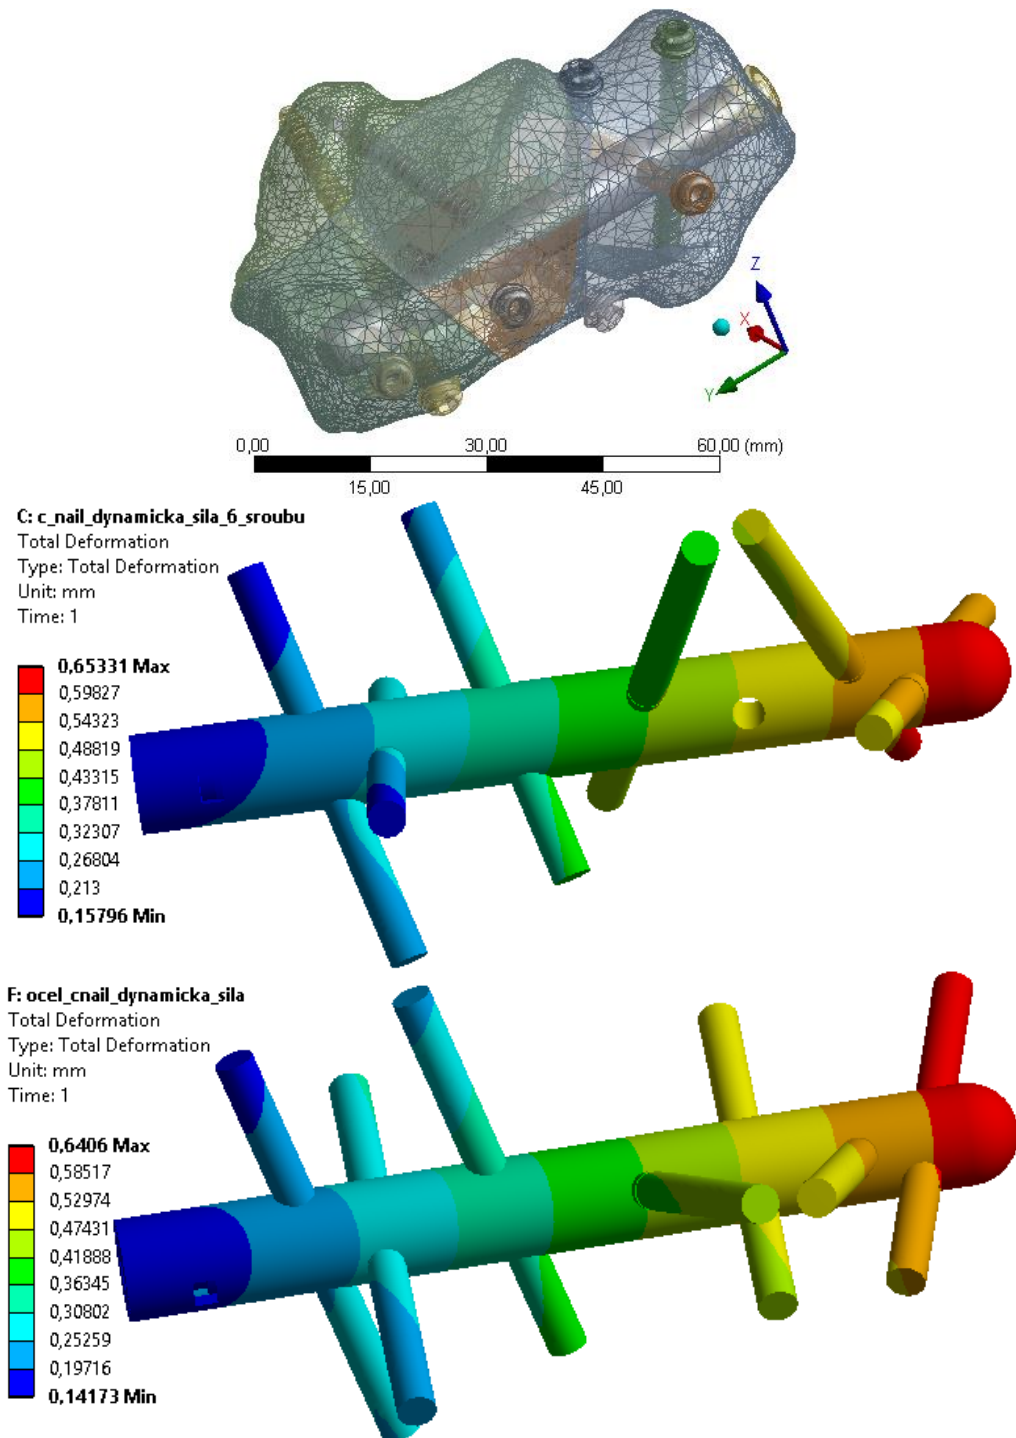 Z
X
Y
0,00 30,00 60,00 (mm)
15,00 45,00
C: c_nail_dynamicka_sila_6_sroubu
Total Deformation
Type: Total Deformation
Unit: mm
Time: 1
0,65331 Max
0,59827
0,54323
0,48819
0,43315
0,37811
0,32307
0,26804
0,213
0,15796 Min
F: ocel_cnail_dynamicka_sila
Total Deformation
Type: Total Deformation
Unit: mm
Time: 1
0,6406 Max
0,58517
0,52974
0,47431
0,41888
0,36345
0,30802
0,25259
0,19716
0,14173 Min